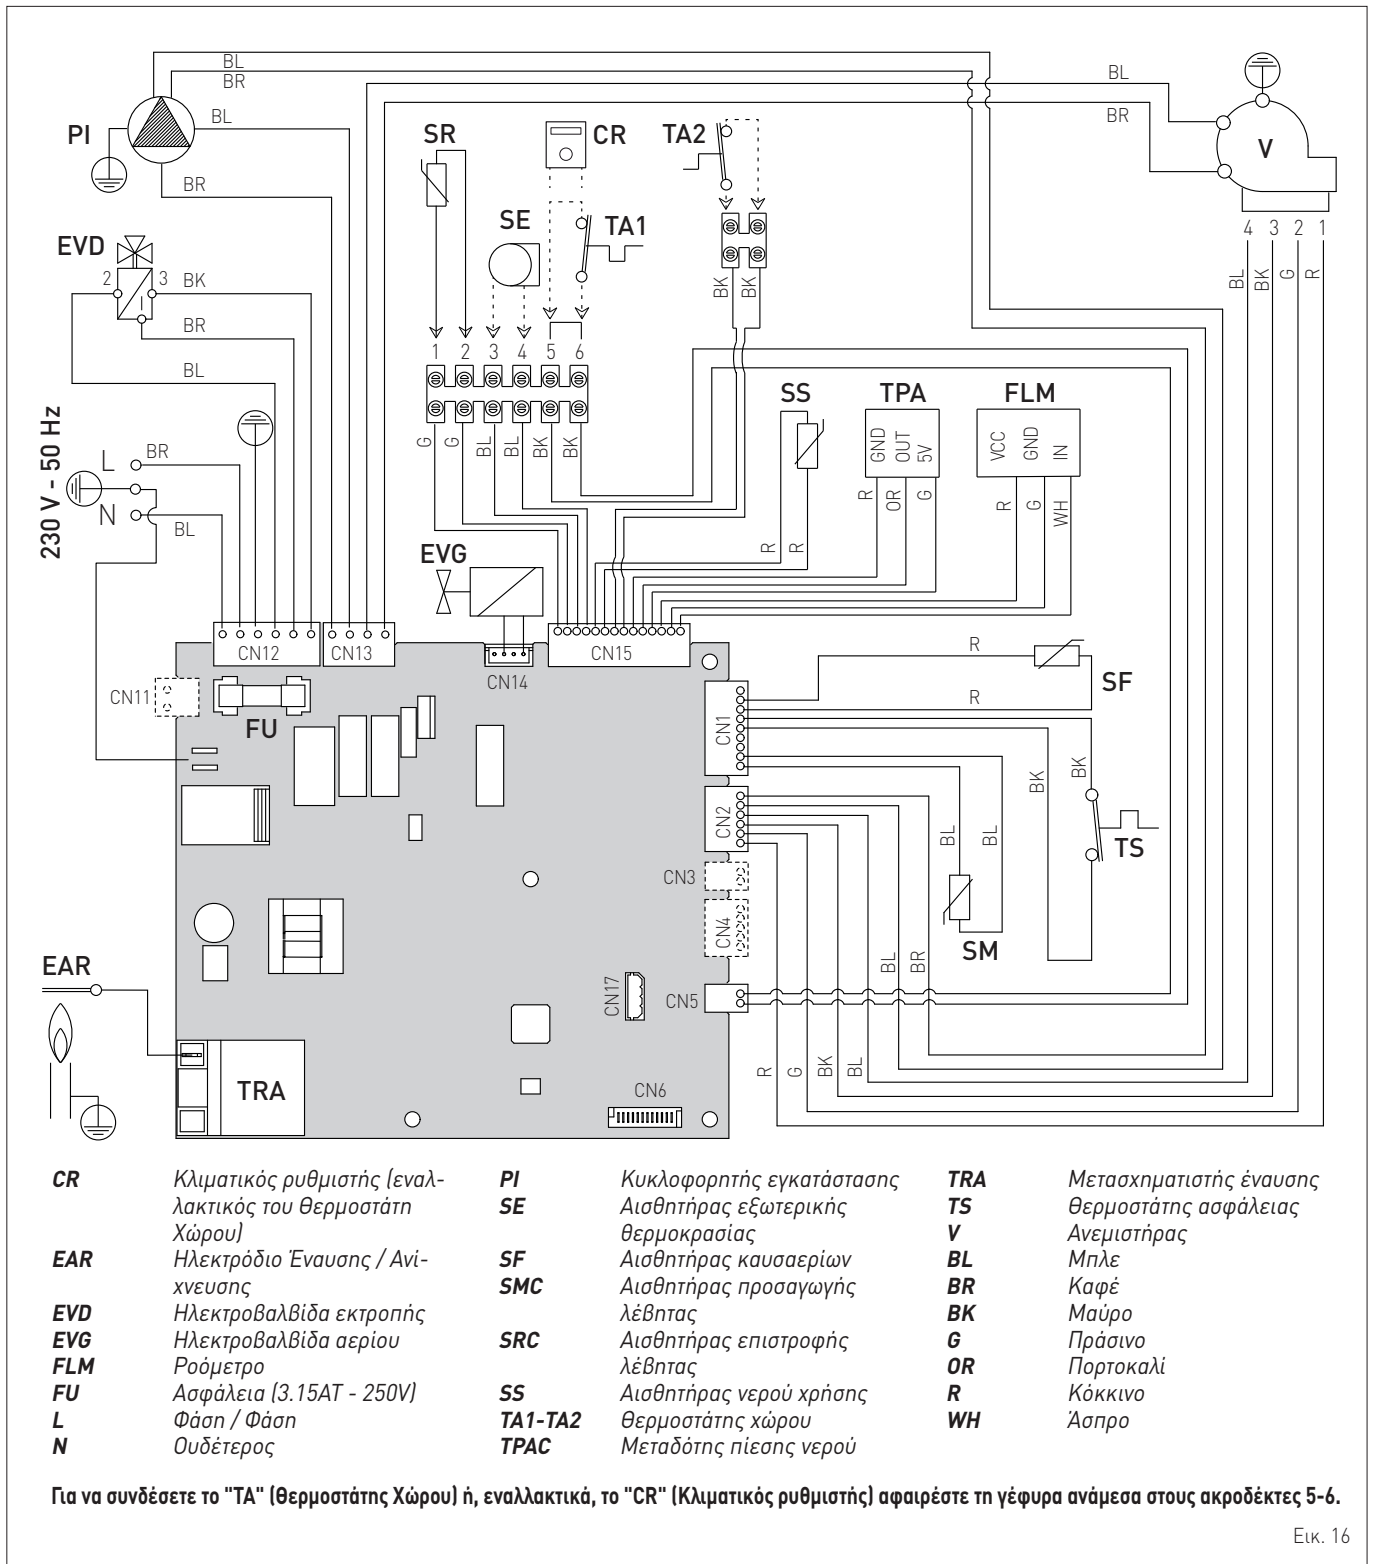 BL
BR
BL
BR
PI
BL
BR
SR
CR
TA2
SE
TA1
V
4 3 2 1
BL
BK
G
R
EVD
2
3
BK
BR
BL
BK
BK
1 2 3 4 5 6
SS
TPA
FLM
GND
OUT
5V
VCC
GND
IN
G
G
BL
BL
BK
BK
R
OR
G
R
G
WH
230 V - 50 Hz
L
BR
N
BL
R
R
EVG
CN12
CN13
CN14
CN15
R
SF
R
CN11
FU
CN1
BK
BK
CN2
BL
BL
TS
CN3
CN4
SM
BL
BR
EAR
CN17
CN5
TRA
CN6
R
G
BK
BL
CR Κλιματικός ρυθμιστής (εναλ-
λακτικός του Θερμοστάτη
Χώρου)
EAR Ηλεκτρόδιο Έναυσης / Ανί-
χνευσης
EVD Ηλεκτροβαλβίδα εκτροπής
EVG Ηλεκτροβαλβίδα αερίου
FLM Ροόμετρο
FU Ασφάλεια (3.15AT - 250V)
L Φάση / Φάση
N Ουδέτερος
PI Κυκλοφορητής εγκατάστασης
SE Αισθητήρας εξωτερικής
θερμοκρασίας
SF Αισθητήρας καυσαερίων
SMC Αισθητήρας προσαγωγής
λέβητας
SRC Αισθητήρας επιστροφής
λέβητας
SS Αισθητήρας νερού χρήσης
TA1-TA2 Θερμοστάτης χώρου
TPAC Μεταδότης πίεσης νερού
TRA Μετασχηματιστής έναυσης
TS Θερμοστάτης ασφάλειας
V Ανεμιστήρας
BL Μπλε
BR Καφέ
BK Μαύρο
G Πράσινο
OR Πορτοκαλί
R Κόκκινο
WH Άσπρο
Για να συνδέσετε το "TA" (Θερμοστάτης Χώρου) ή, εναλλακτικά, το "CR" (Κλιματικός ρυθμιστής) αφαιρέστε τη γέφυρα ανάμεσα στους ακροδέκτες 5-6.
Εικ. 16